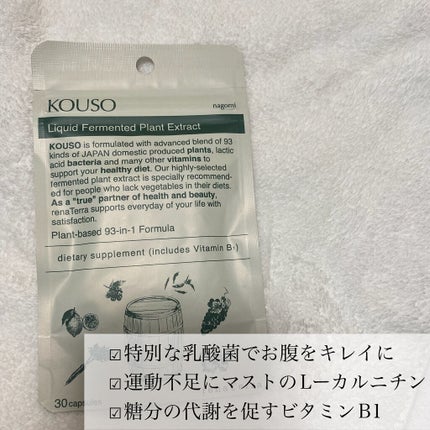 KOUSO
nagomi
Liquid Fermented Plant Extract
KOUSO is formulated with advanced blend of 93
kinds of JAPAN domestic produced plants, lactic
acid bacteria and many other vitamins to
support your healthy diet. Our highly-selected
fermented plant extract is specially recommend-
ed for people who lack vegetables in their diets.
As a "true" partner of health and beauty,
renaTerra supports everyday of your life with
satisfaction.
Plant-based 93-in-1 Formula
dietary supplement (includes Vitamin B1)
☑特別な乳酸菌でお腹をキレイに
☑運動不足にマストのL－カルニチン
☑糖分の代謝を促すビタミンB1
30 capsules